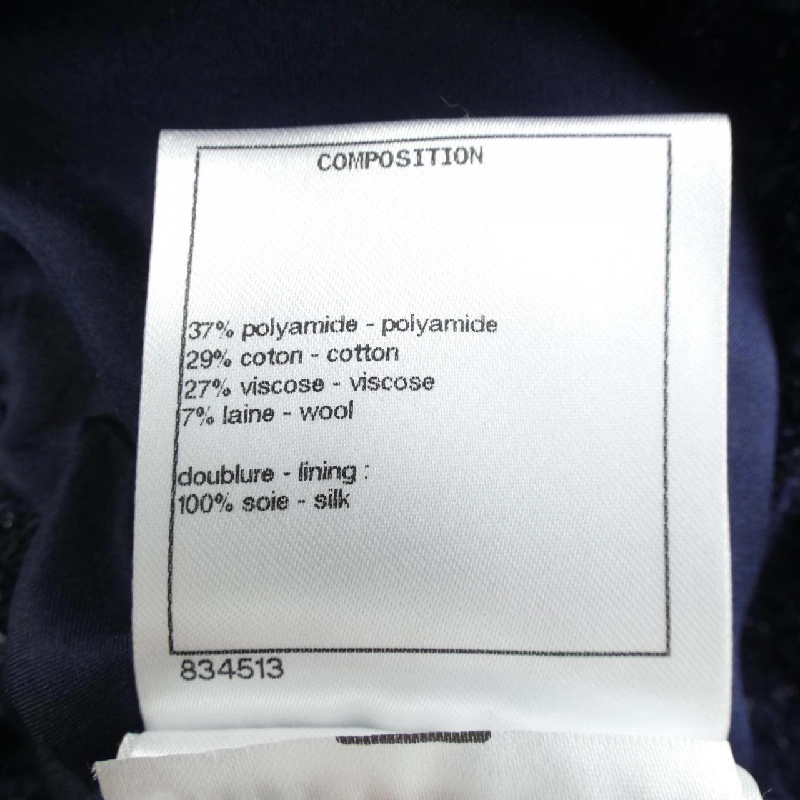 COMPOSITION
37% polyamide - polyamide
29% coton - cotton
27% viscose - viscose
7% laine - wool
doublure - lining :
100% soie - silk
834513